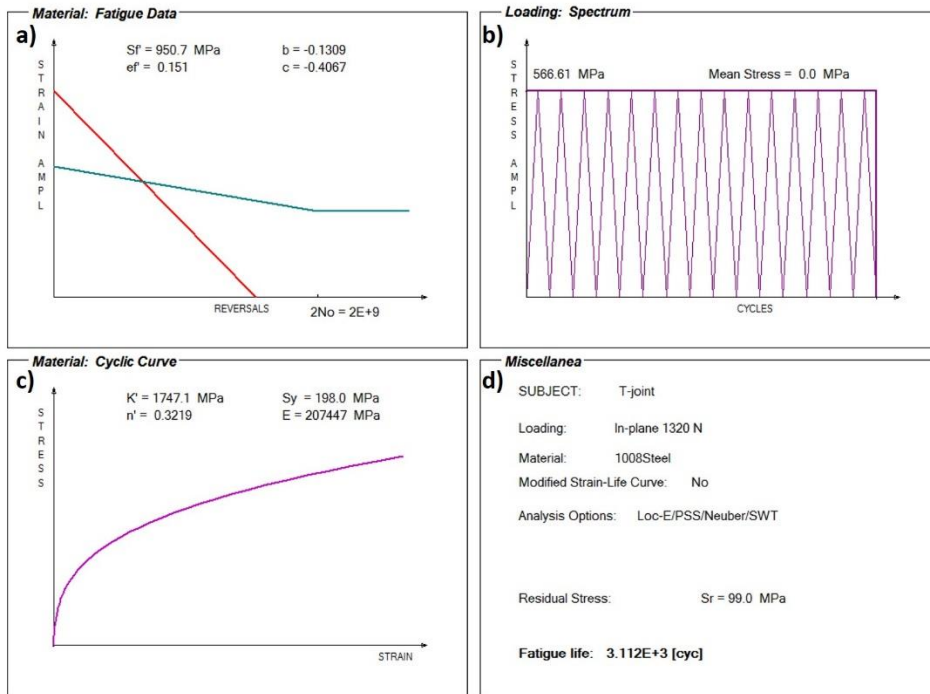 Material: Fatigue Data
a)
Sf' = 950.7 MPa b = -0.1309
ef' = 0.151 c = -0.4067
STRAIN AMPL
REVERSALS
2No = 2E+9
Loading: Spectrum
b)
566.61 MPa Mean Stress = 0.0 MPa
STRESS AMPL
CYCLES
Material: Cyclic Curve
c)
K' = 1747.1 MPa Sy = 198.0 MPa
n' = 0.3219 E = 207447 MPa
STRESS
STRAIN
Miscellanea
d)
SUBJECT: T-joint
Loading: In-plane 1320 N
Material: 1008Steel
Modified Strain-Life Curve: No
Analysis Options: Loc-E/PSS/Neuber/SWT
Residual Stress: Sr = 99.0 MPa
Fatigue life: 3.112E+3 [cyc]